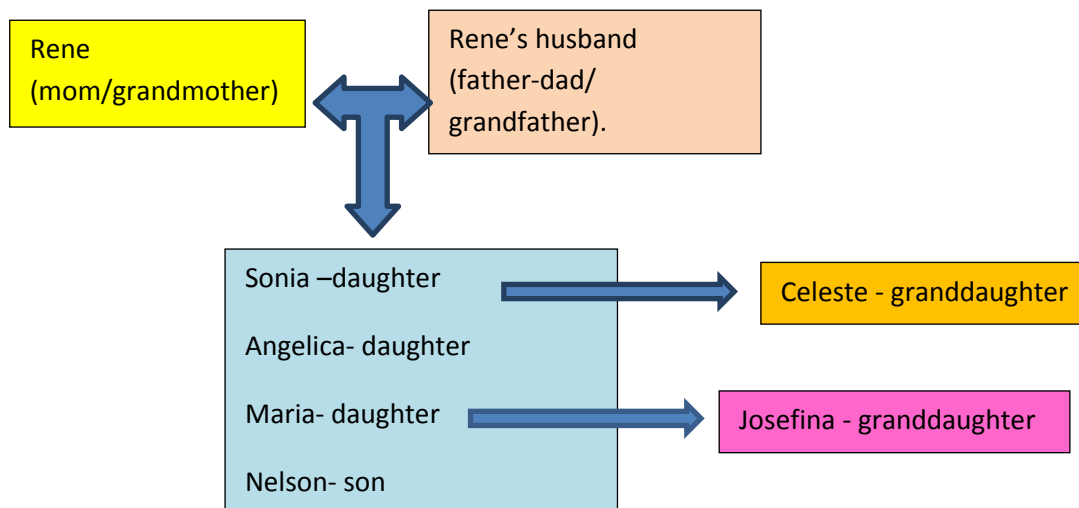 Rene
(mom/grandmother)
Rene’s husband
(father-dad/
grandfather).
Sonia –daughter
Celeste - granddaughter
Angelica- daughter
Maria- daughter
Josefina - granddaughter
Nelson- son